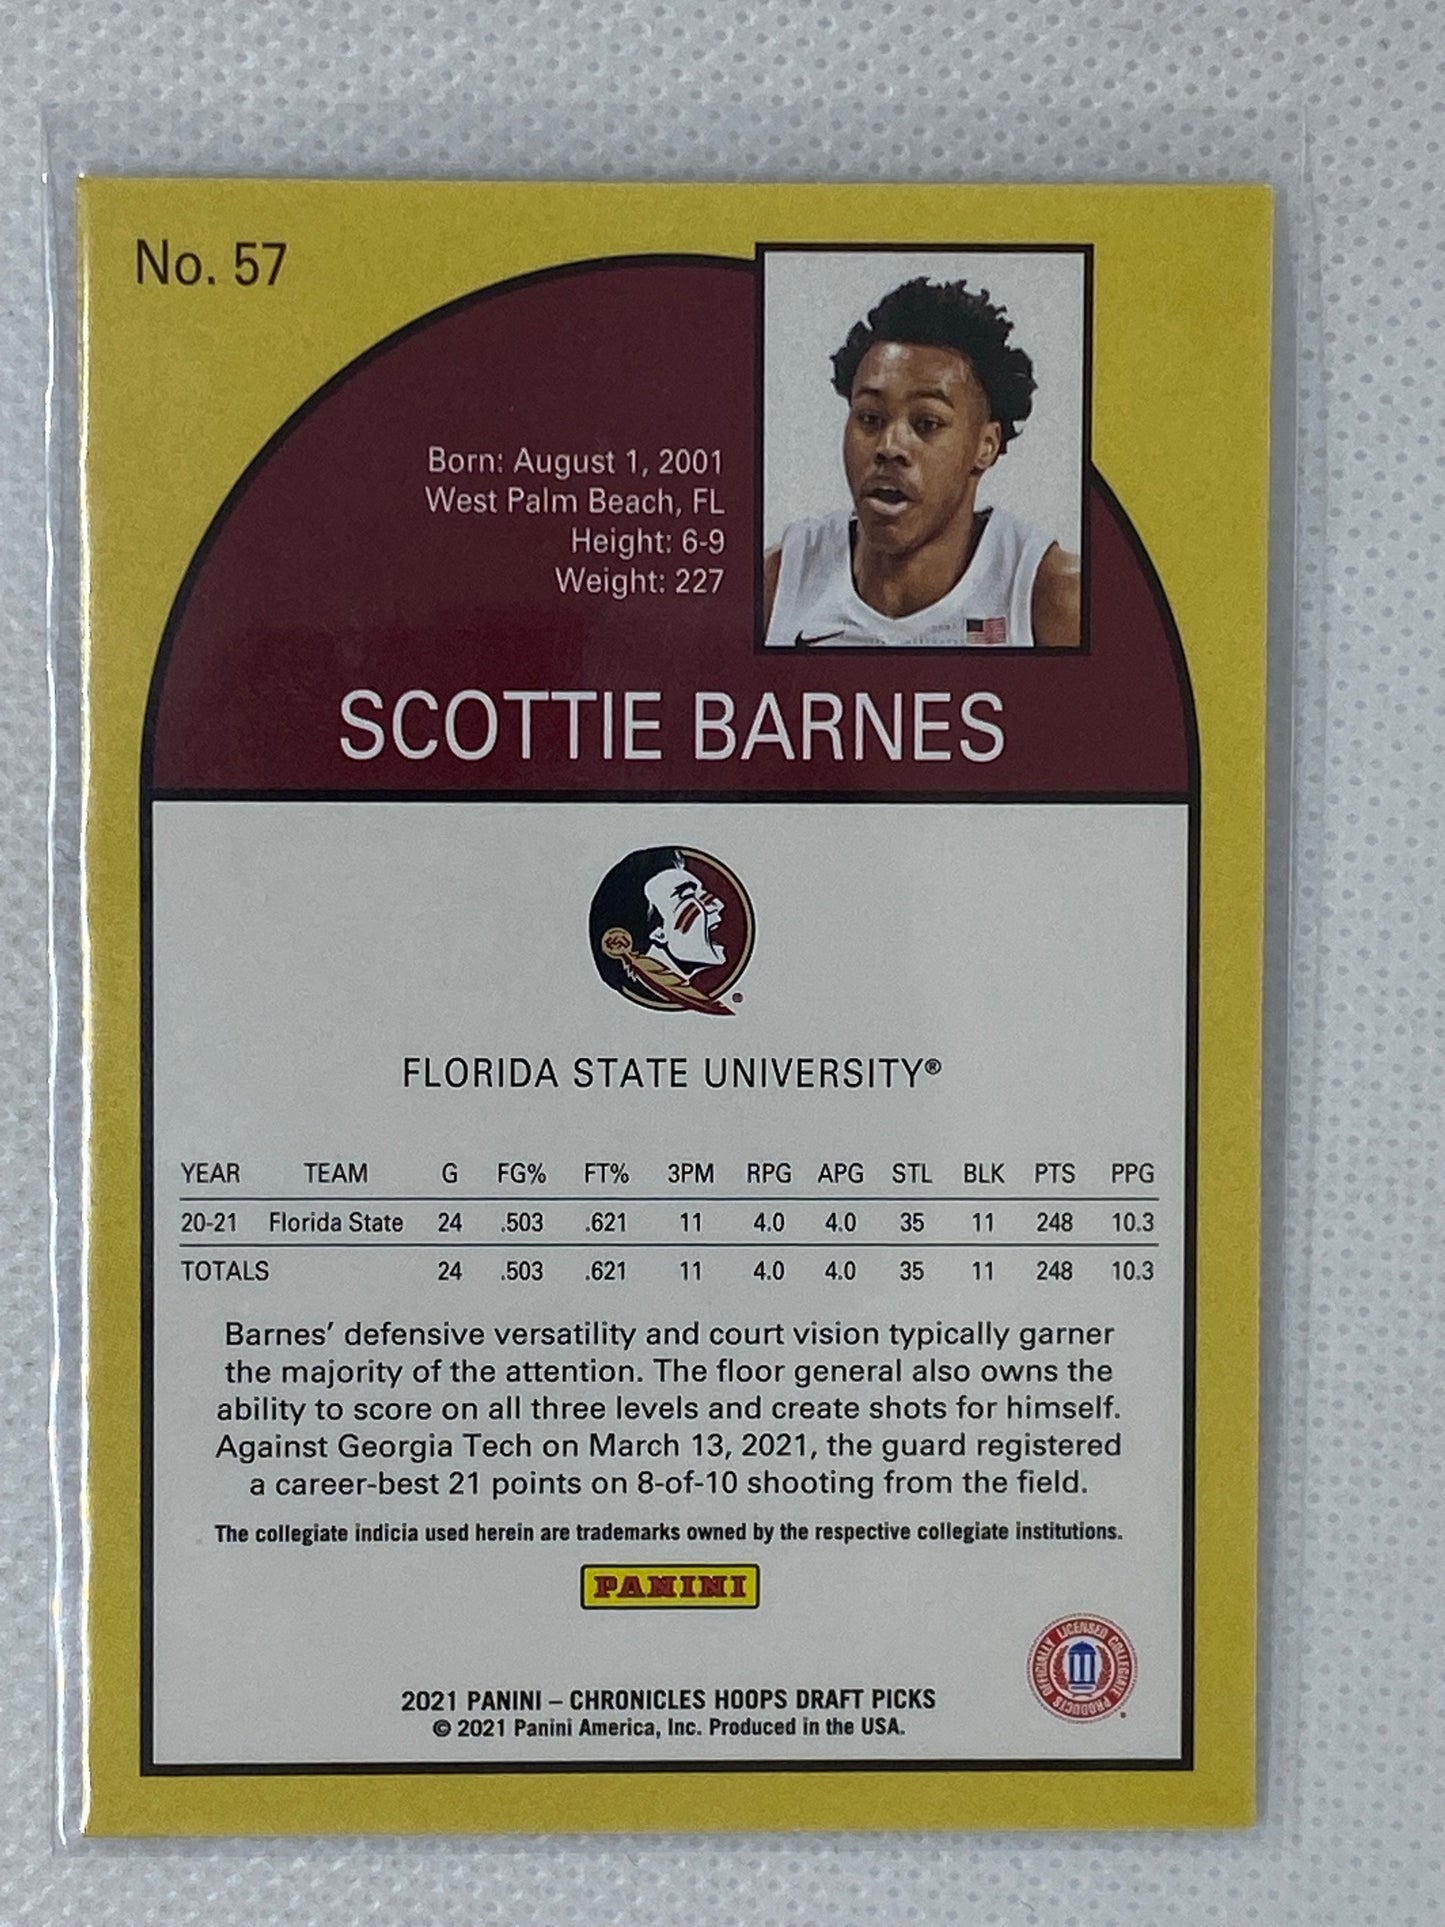 No. 57
Born: August 1, 2001
West Palm Beach, FL
Height: 6-9
Weight: 227
SCOTTIE BARNES
FLORIDA STATE UNIVERSITY®
YEAR TEAM G FG% FT% 3PM RPG APG STL BLK PTS PPG
20-21 Florida State 24 .503 .621 11 4.0 4.0 35 11 248 10.3
TOTALS 24 .503 .621 11 4.0 4.0 35 11 248 10.3
Barnes’ defensive versatility and court vision typically garner
the majority of the attention. The floor general also owns the
ability to score on all three levels and create shots for himself.
Against Georgia Tech on March 13, 2021, the guard registered
a career-best 21 points on 8-of-10 shooting from the field.
The collegiate indicia used herein are trademarks owned by the respective collegiate institutions.
PANINI
OFFICIALLY LICENSED COLLEGIATE PRODUCTS
2021 PANINI – CHRONICLES HOOPS DRAFT PICKS
© 2021 Panini America, Inc. Produced in the USA.